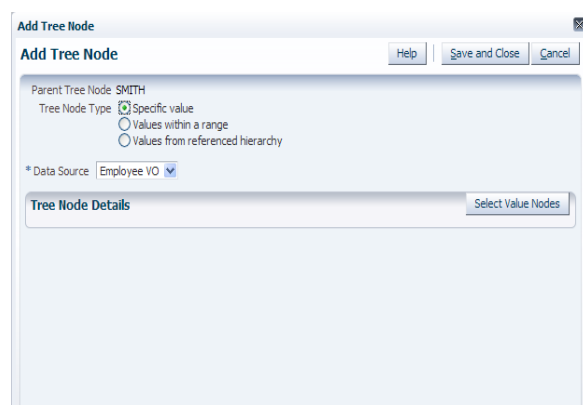 Add Tree Node
Add Tree Node Help Save and Close Cancel
Parent Tree Node SMITH
Tree Node Type Specific value
Values within a range
Values from referenced hierarchy
* Data Source Employee VO
Tree Node Details Select Value Nodes